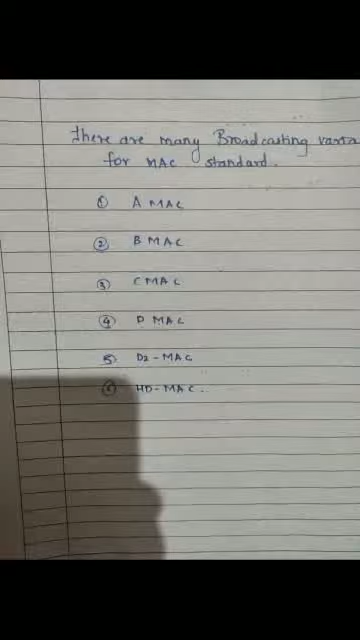 There are many Broadcasting varia
for MAC standard.
① A MAC
② B MAC
③ C MAC
④ D MAC
5) D2 - MAC
⑥ HD - MAC.